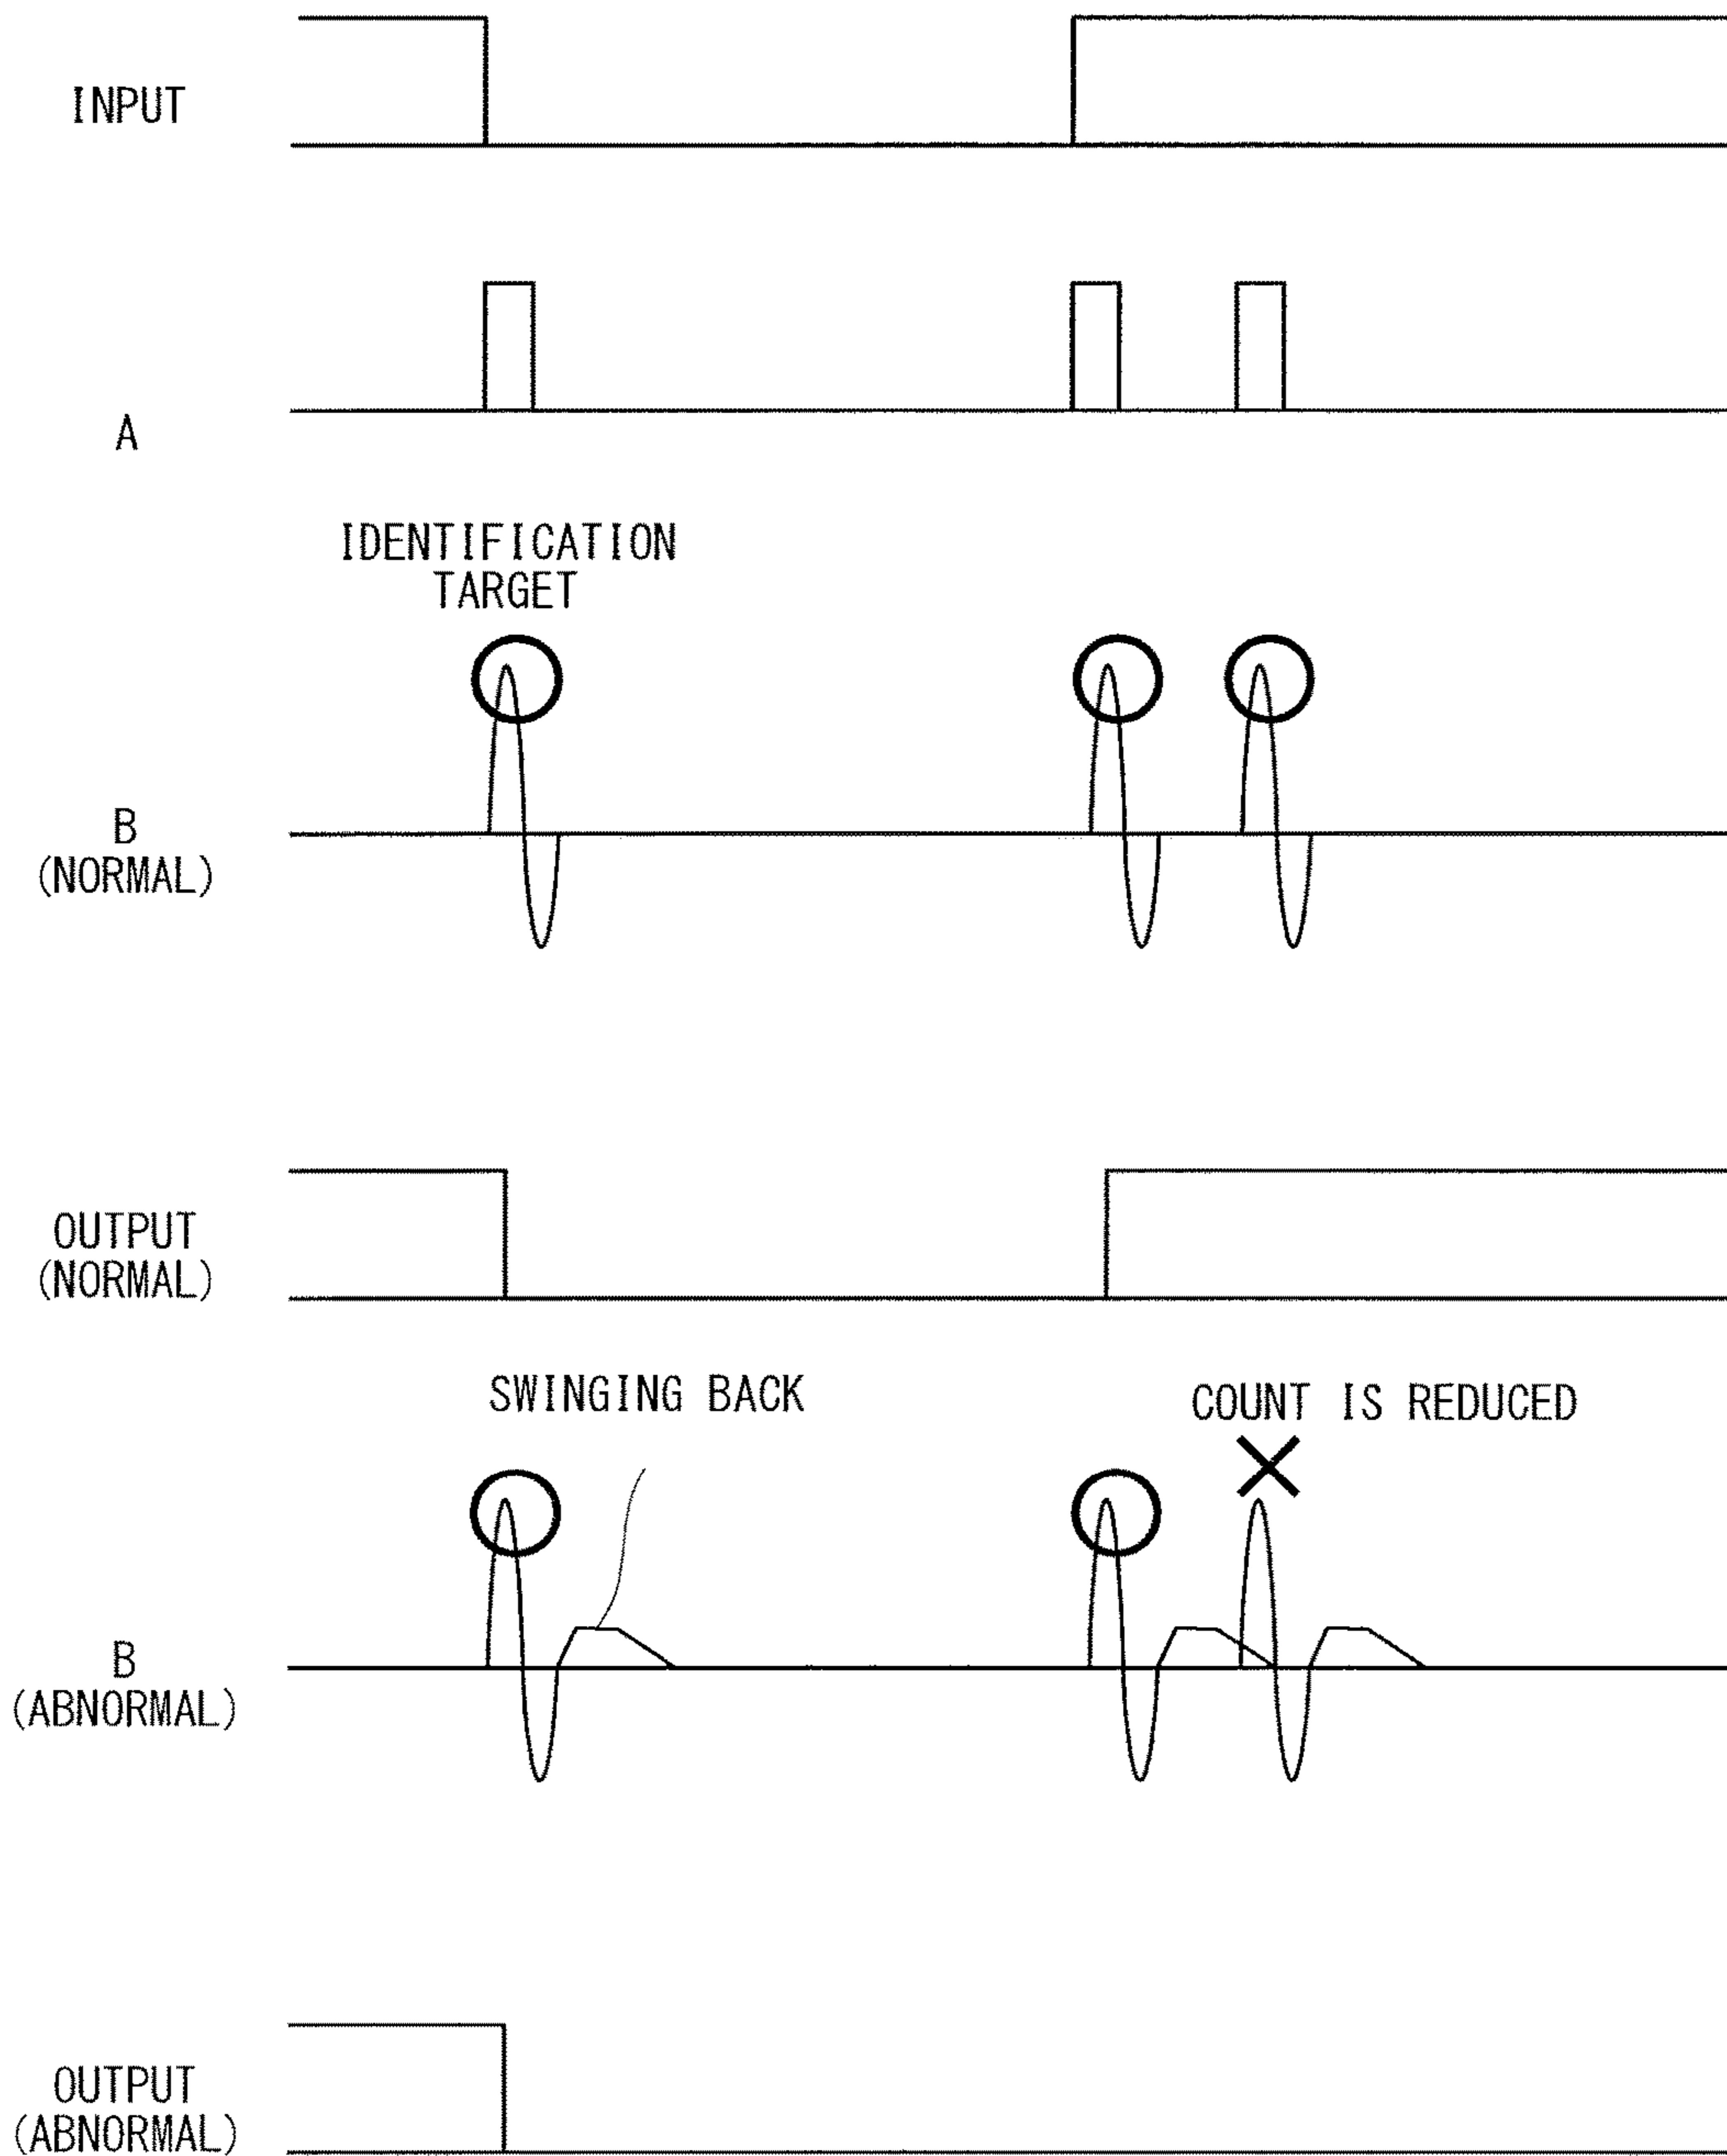 INPUT
A
IDENTIFICATION
TARGET
B
(NORMAL)
OUTPUT
(NORMAL)
SWINGING BACK
COUNT IS REDUCED
B
(ABNORMAL)
OUTPUT
(ABNORMAL)